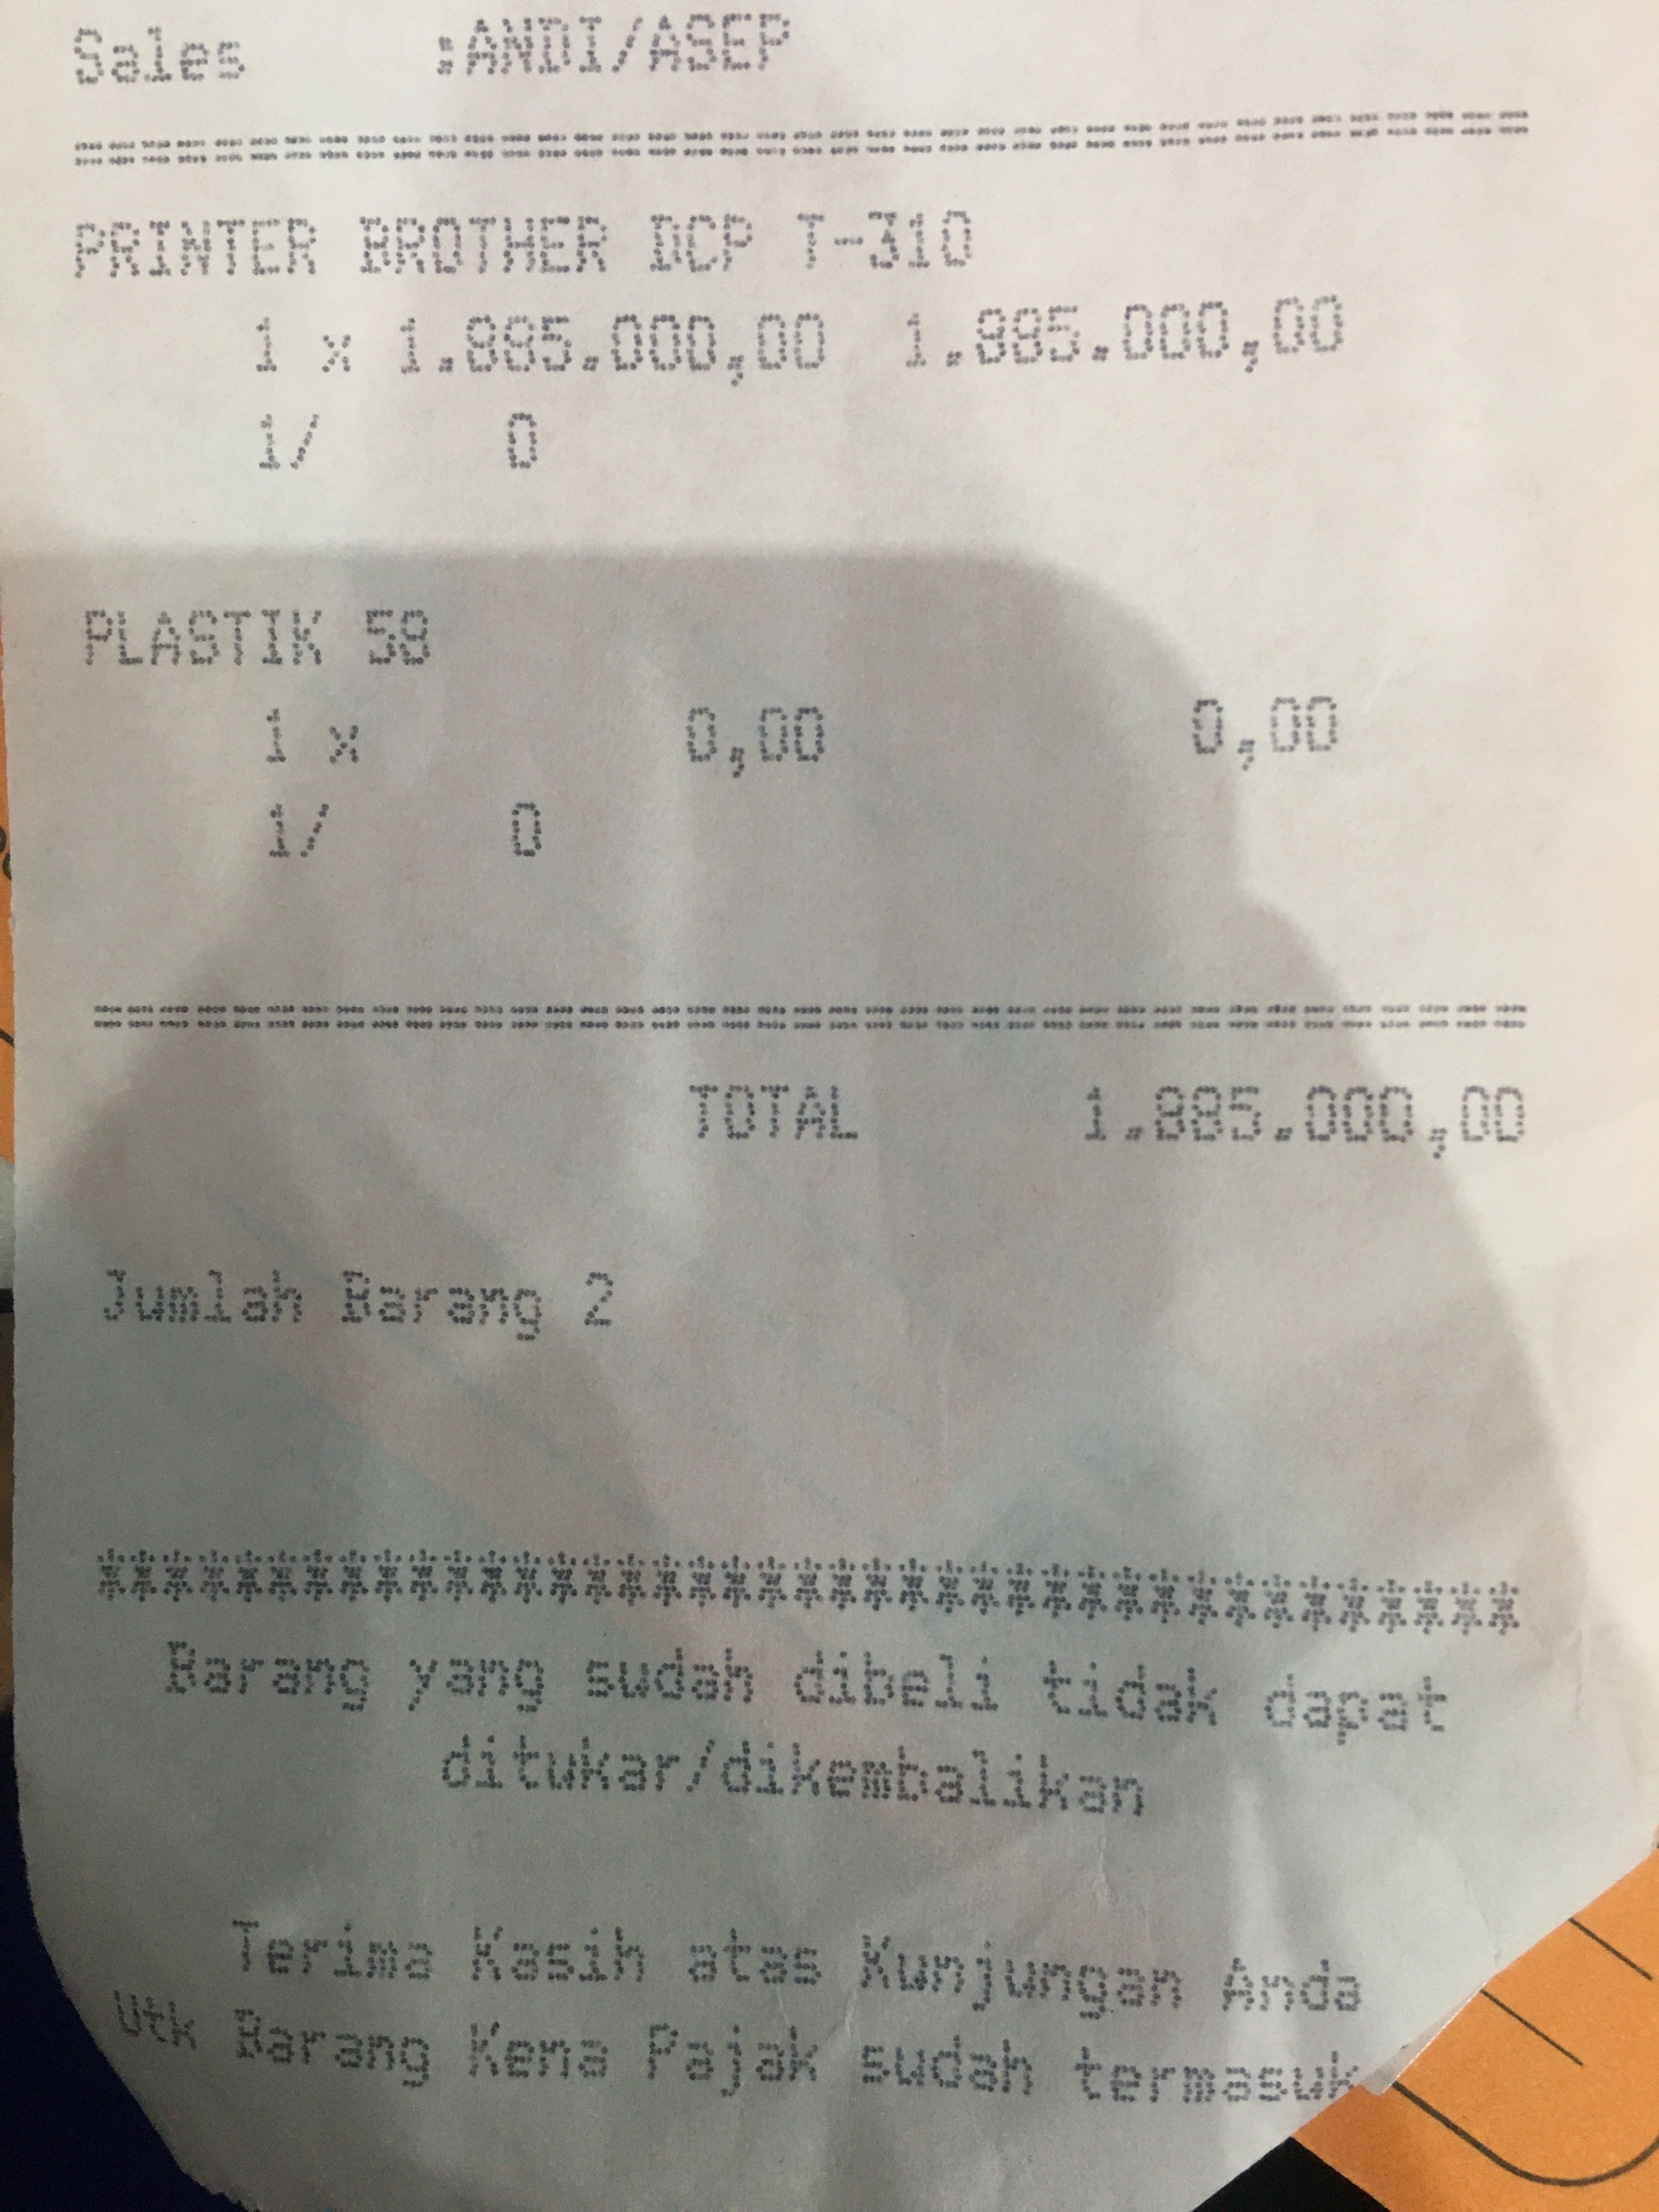 Sales :ANDI/ASEP
========================================
PRINTER BROTHER DCP T-310
1 x 1.885.000,00 1.885.000,00
1/ 0
PLASTIK 58
1 x 0,00 0,00
1/ 0
========================================
TOTAL 1.885.000,00
Jumlah Barang 2
*****************************************
Barang yang sudah dibeli tidak dapat
ditukar/dikembalikan
Terima Kasih atas Kunjungan Anda
Utk Barang Kena Pajak sudah termasuk